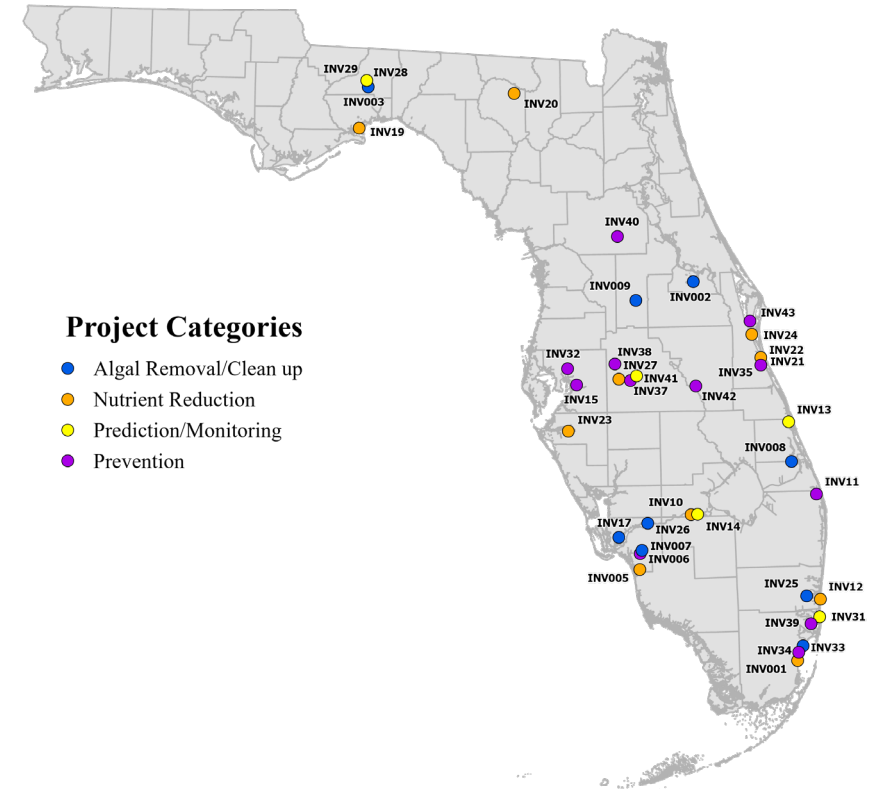 INV29
INV28
INV003
INV20
INV19
INV40
INV009
INV002
INV43
INV24
INV22
INV21
INV35
INV32
INV38
INV27
INV41
INV37
INV15
INV42
INV23
INV13
INV008
INV11
INV10
INV14
INV17
INV26
INV007
INV006
INV005
INV25
INV12
INV31
INV39
INV33
INV34
INV001
Project Categories
Algal Removal/Clean up
Nutrient Reduction
Prediction/Monitoring
Prevention